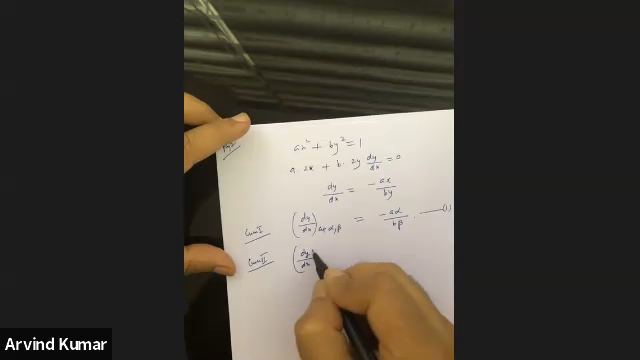 ax² + by² = 1
a. 2x + b. 2y dy/dx = 0
dy/dx = -ax/by
Curve I (dy/dx) At α, β = -aα/bβ. —(1)
Curve II (dy/dx
Arvind Kumar